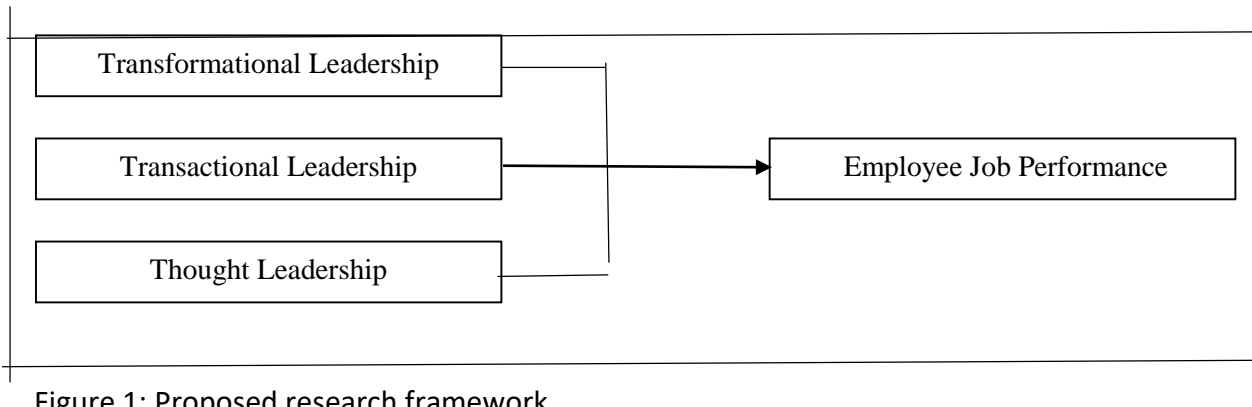 Transformational Leadership
Transactional Leadership
Employee Job Performance
Thought Leadership
Figure 1: Proposed research framework